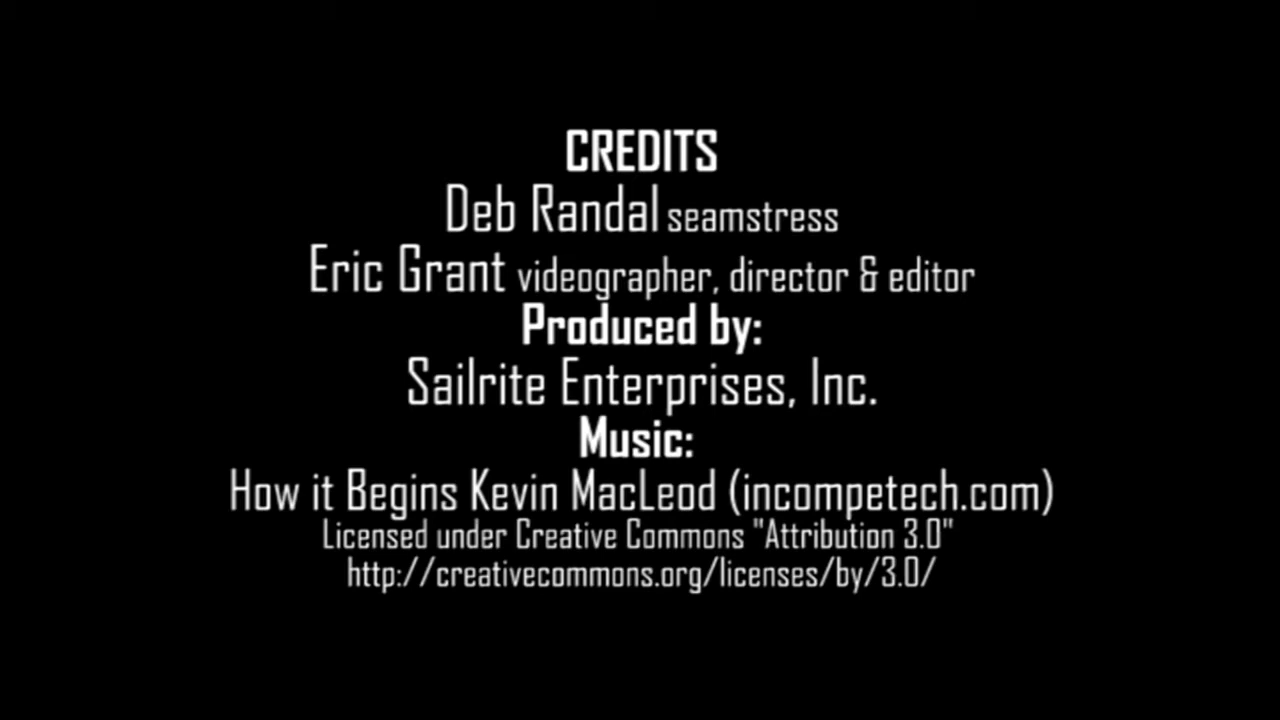 CREDITS
Deb Randal seamstress
Eric Grant videographer, director & editor
Produced by:
Sailrite Enterprises, Inc.
Music:
How it Begins Kevin MacLeod (incompetech.com)
Licensed under Creative Commons "Attribution 3.0"
http://creativecommons.org/licenses/by/3.0/